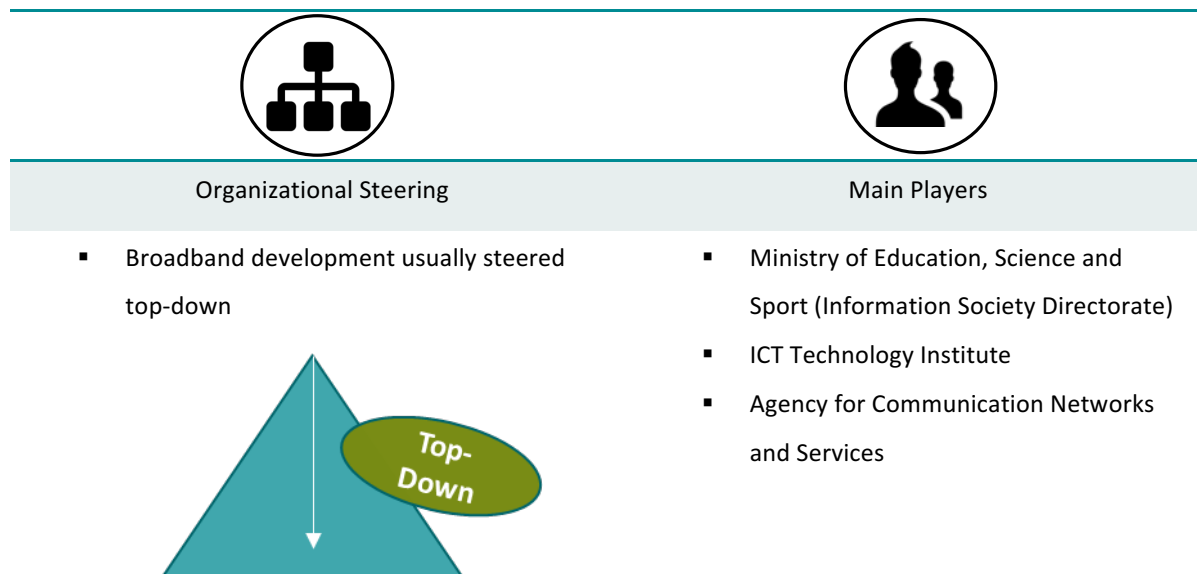 Organizational Steering
Main Players
▪ Broadband development usually steered
top-down
Top-
Down
▪ Ministry of Education, Science and
Sport (Information Society Directorate)
▪ ICT Technology Institute
▪ Agency for Communication Networks
and Services